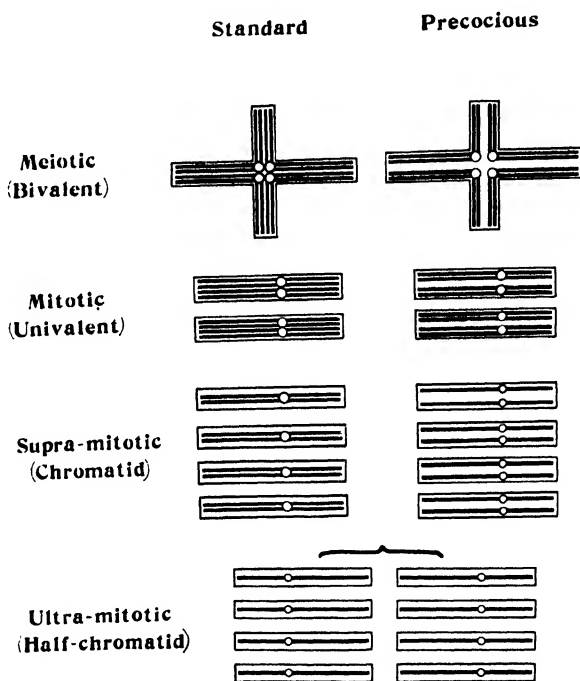 Standard Precocious
Meiotic
(Bivalent)
Mitotic
(Univalent)
Supra-mitotic
(Chromatid)
Ultra-mitotic
(Half-chromatid)